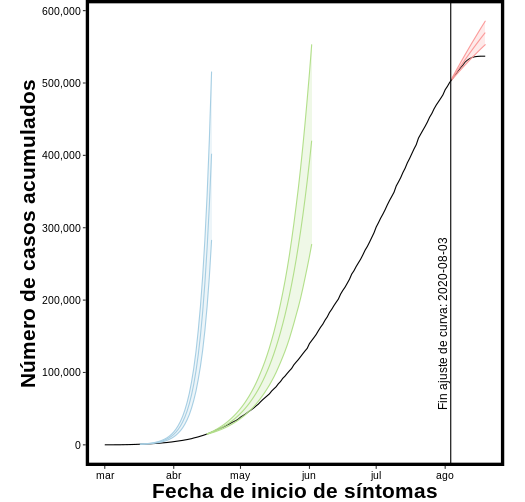 Número de casos acumulados
600,000
500,000
400,000
300,000
200,000
100,000
0
Fin ajuste de curva: 2020-08-03
mar abr may jun jul ago
Fecha de inicio de síntomas